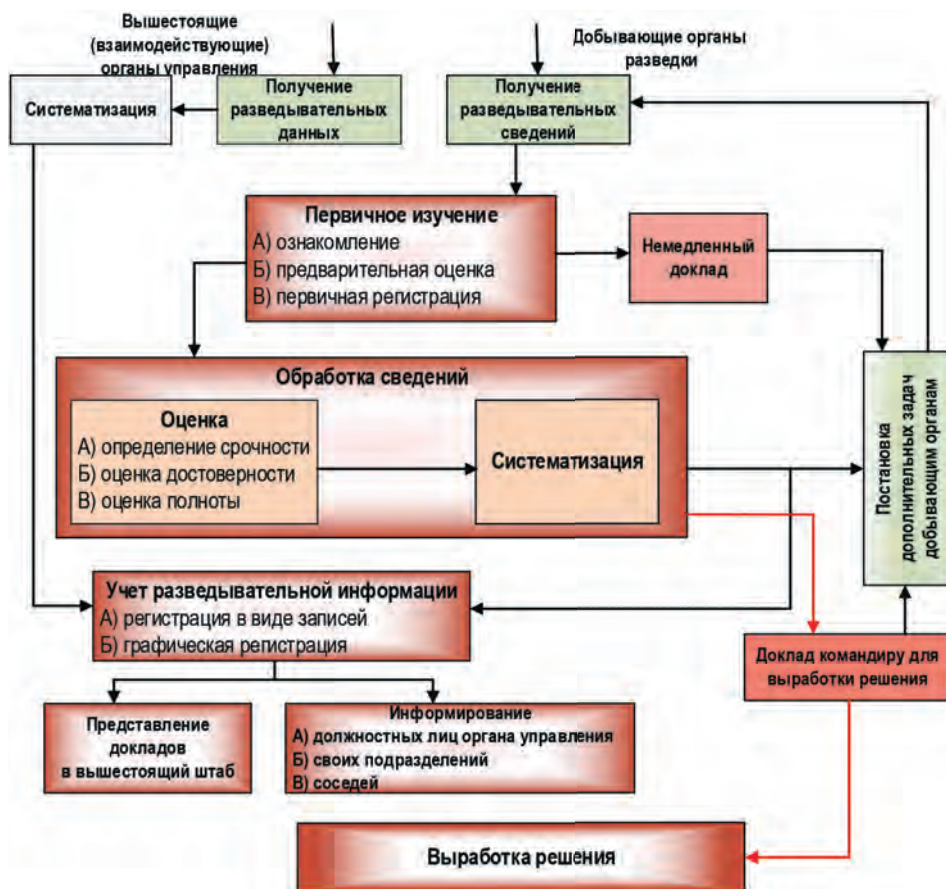 Вышестоящие
(взаимодействующие)
органы управления
Добывающие органы
разведки
Систематизация
Получение
разведывательных
данных
Получение
разведывательных
сведений
Первичное изучение
А) ознакомление
Б) предварительная оценка
В) первичная регистрация
Немедленный
доклад
Обработка сведений
Оценка
А) определение срочности
Б) оценка достоверности
В) оценка полноты
Систематизация
Постановка
дополнительных задач
добывающим органам
Учет разведывательной информации
А) регистрация в виде записей
Б) графическая регистрация
Доклад командиру для
выработки решения
Представление
докладов
в вышестоящий штаб
Информирование
А) должностных лиц органа управления
Б) своих подразделений
В) соседей
Выработка решения